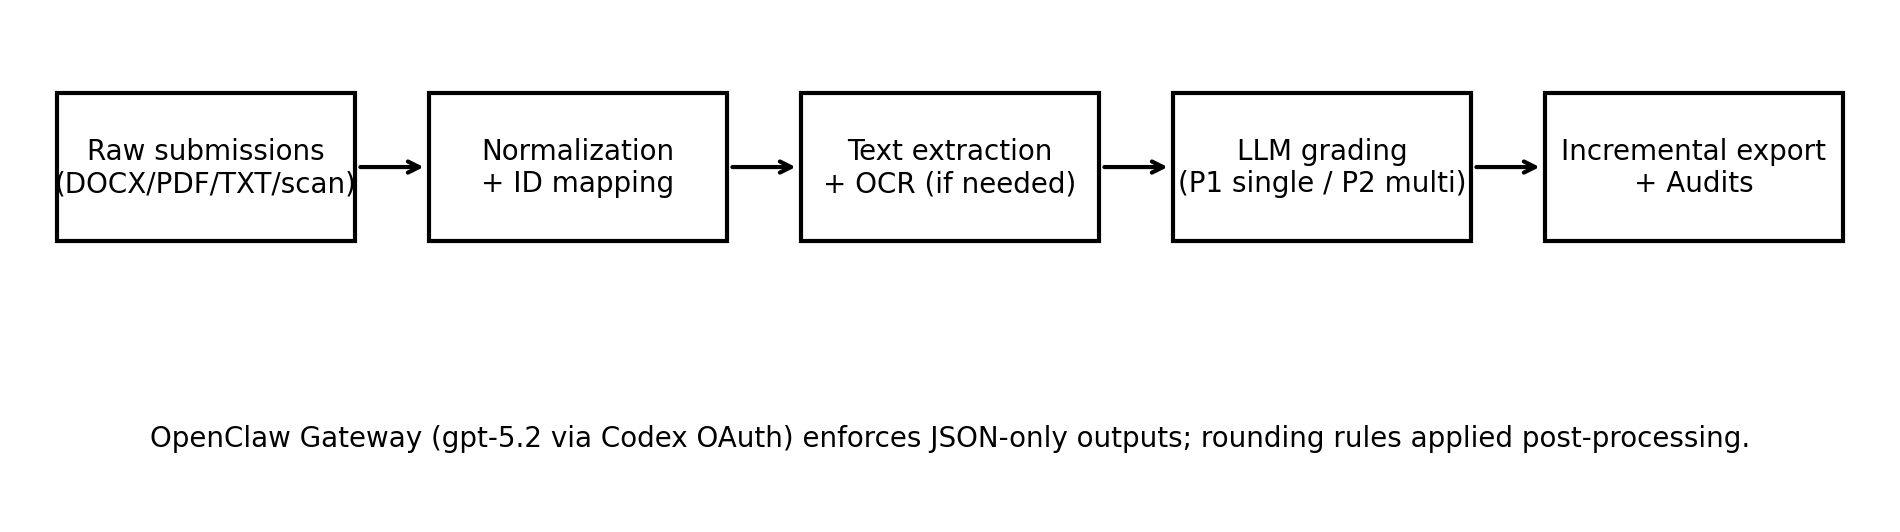 Raw submissions
(DOCX/PDF/TXT/scan)
Normalization
+ ID mapping
Text extraction
+ OCR (if needed)
LLM grading
(P1 single / P2 multi)
Incremental export
+ Audits
OpenClaw Gateway (gpt-5.2 via Codex OAuth) enforces JSON-only outputs; rounding rules applied post-processing.